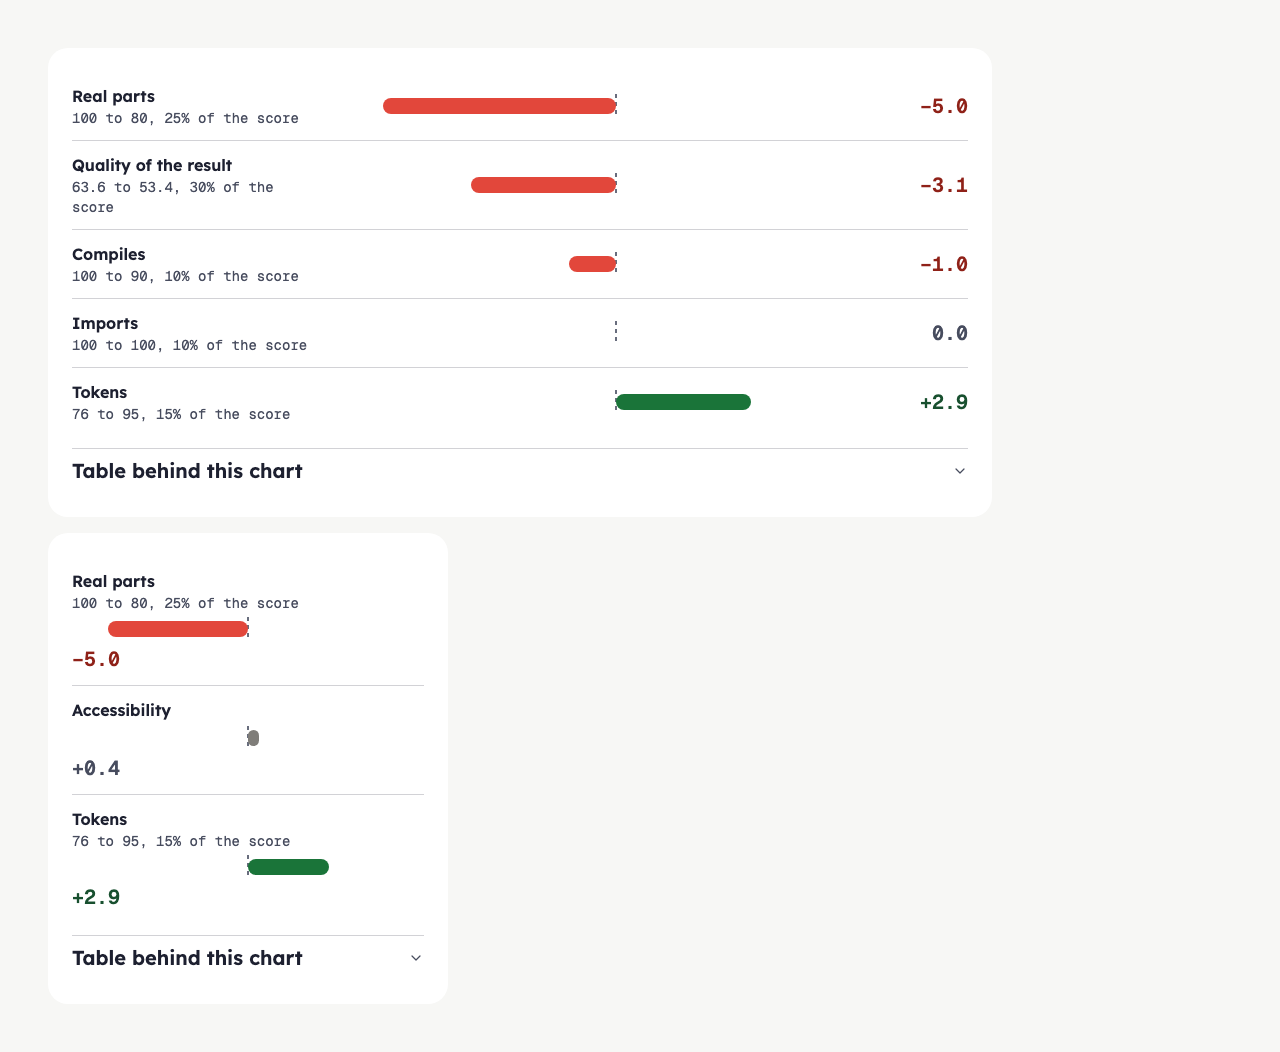 Real parts
100 to 80, 25% of the score
−5.0
Quality of the result
63.6 to 53.4, 30% of the
score
−3.1
Compiles
100 to 90, 10% of the score
−1.0
Imports
100 to 100, 10% of the score
0.0
Tokens
76 to 95, 15% of the score
+2.9
Table behind this chart
Real parts
100 to 80, 25% of the score
−5.0
Accessibility
+0.4
Tokens
76 to 95, 15% of the score
+2.9
Table behind this chart